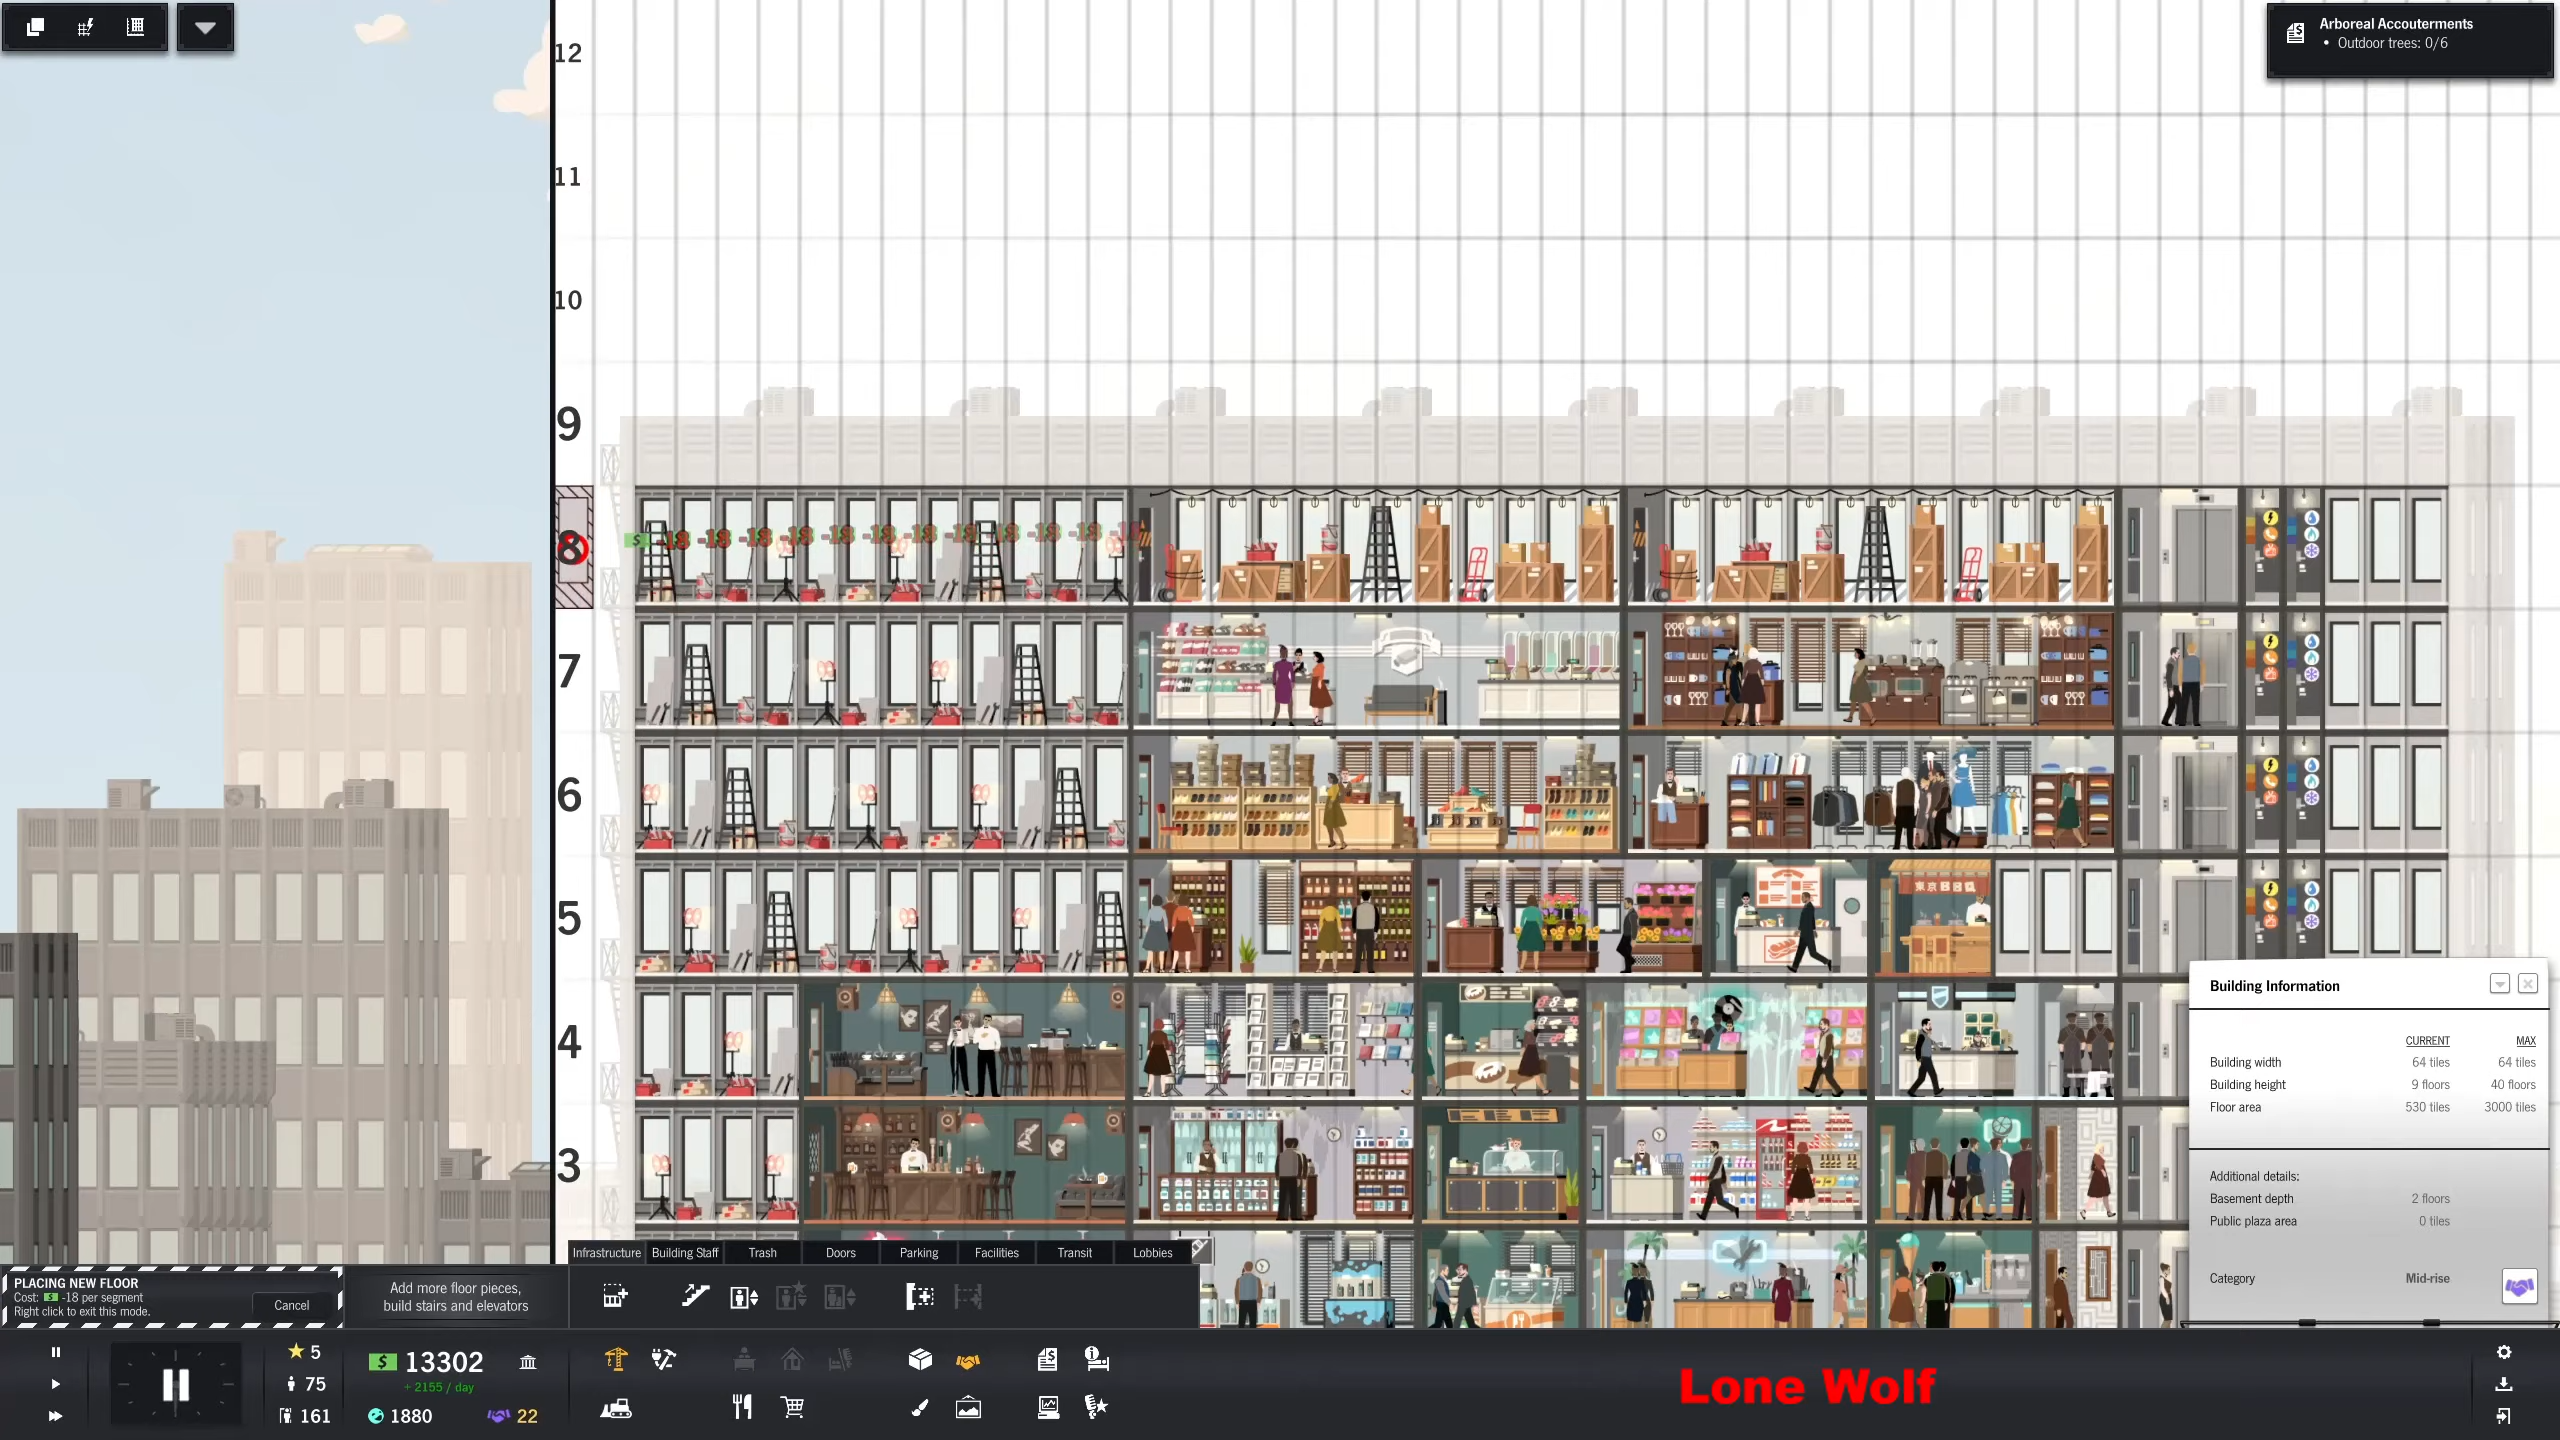 Arboreal Accouterments
• Outdoor trees: 0/6
12
11
10
9
8
7
6
5
4
3
$ -18 -18 -18 -18 -18 -18 -18 -18 -18 -18 -18
東京BBQ
Building Information
CURRENT MAX
Building width 64 tiles 64 tiles
Building height 9 floors 40 floors
Floor area 530 tiles 3000 tiles
Additional details:
Basement depth 2 floors
Public plaza area 0 tiles
Category Mid-rise
Infrastructure Building Staff Trash Doors Parking Facilities Transit Lobbies
PLACING NEW FLOOR
Cost: $ -18 per segment
Right click to exit this mode.
Cancel
Add more floor pieces,
build stairs and elevators
5
75
161
$ 13302
+ 2155 / day
1880
22
Lone Wolf